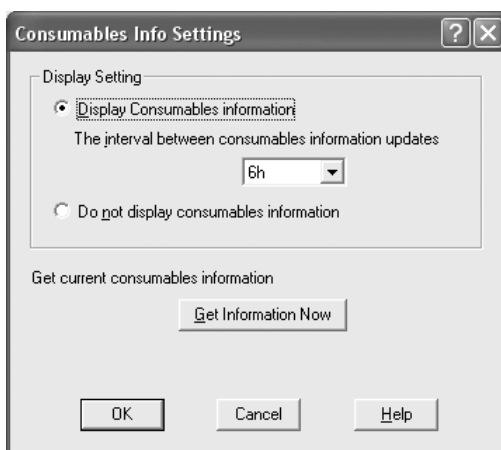 Consumables Info Settings
Display Setting
Display Consumables information
The interval between consumables information updates
6h
Do not display consumables information
Get current consumables information
Get Information Now
OK Cancel Help